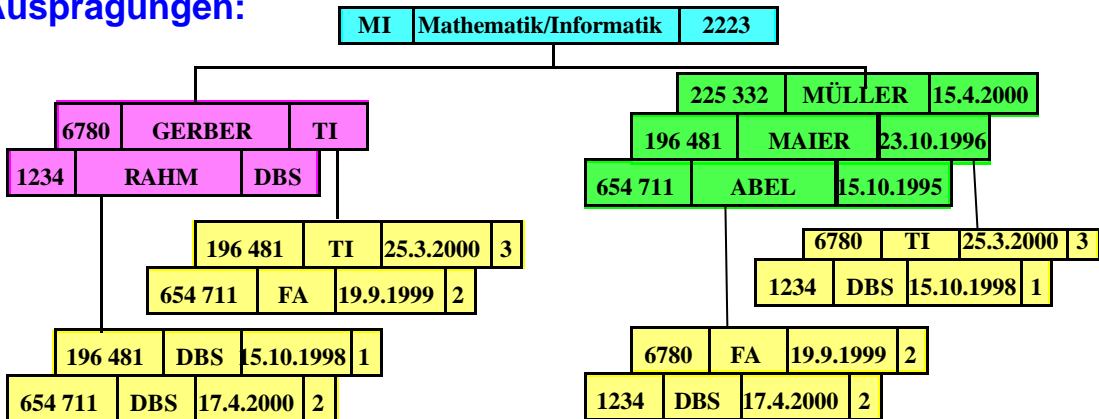 Ausprägungen:
MI Mathematik/Informatik 2223
225 332 MÜLLER 15.4.2000
6780 GERBER TI
196 481 MAIER 23.10.1996
1234 RAHM DBS
654 711 ABEL 15.10.1995
196 481 TI 25.3.2000 3
6780 TI 25.3.2000 3
654 711 FA 19.9.1999 2
1234 DBS 15.10.1998 1
196 481 DBS 15.10.1998 1
6780 FA 19.9.1999 2
654 711 DBS 17.4.2000 2
1234 DBS 17.4.2000 2